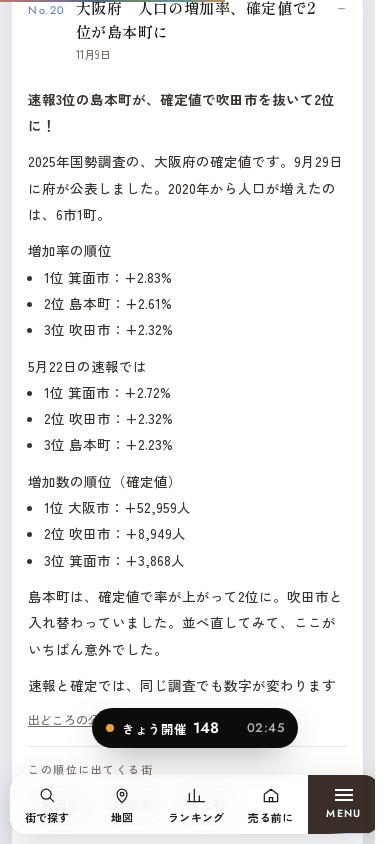 No.20 大阪府　人口の増加率、確定値で2
位が島本町に
11月9日
速報3位の島本町が、確定値で吹田市を抜いて2位
に！
2025年国勢調査の、大阪府の確定値です。9月29日
に府が公表しました。2020年から人口が増えたの
は、6市1町。
増加率の順位
• 1位 箕面市：＋2.83%
• 2位 島本町：＋2.61%
• 3位 吹田市：＋2.32%
5月22日の速報では
• 1位 箕面市：＋2.72%
• 2位 吹田市：＋2.32%
• 3位 島本町：＋2.23%
増加数の順位（確定値）
• 1位 大阪市：＋52,959人
• 2位 吹田市：＋8,949人
• 3位 箕面市：＋3,868人
島本町は、確定値で率が上がって2位に。吹田市と
入れ替わっていました。並べ直してみて、ここが
いちばん意外でした。
速報と確定では、同じ調査でも数字が変わります
出どころの
きょう開催 148 02:45
この順位に出てくる街
街で探す 地図 ランキング 売る前に MENU